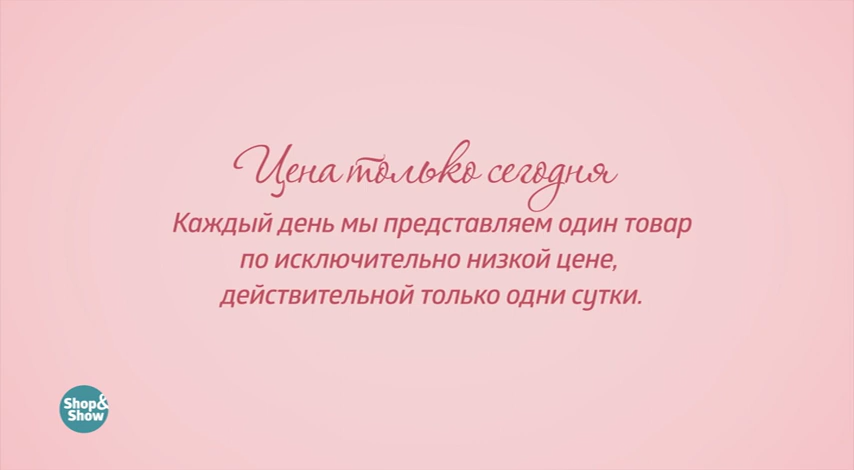 Цена только сегодня
Каждый день мы представляем один товар
по исключительно низкой цене,
действительной только одни сутки.
Shop&
Show